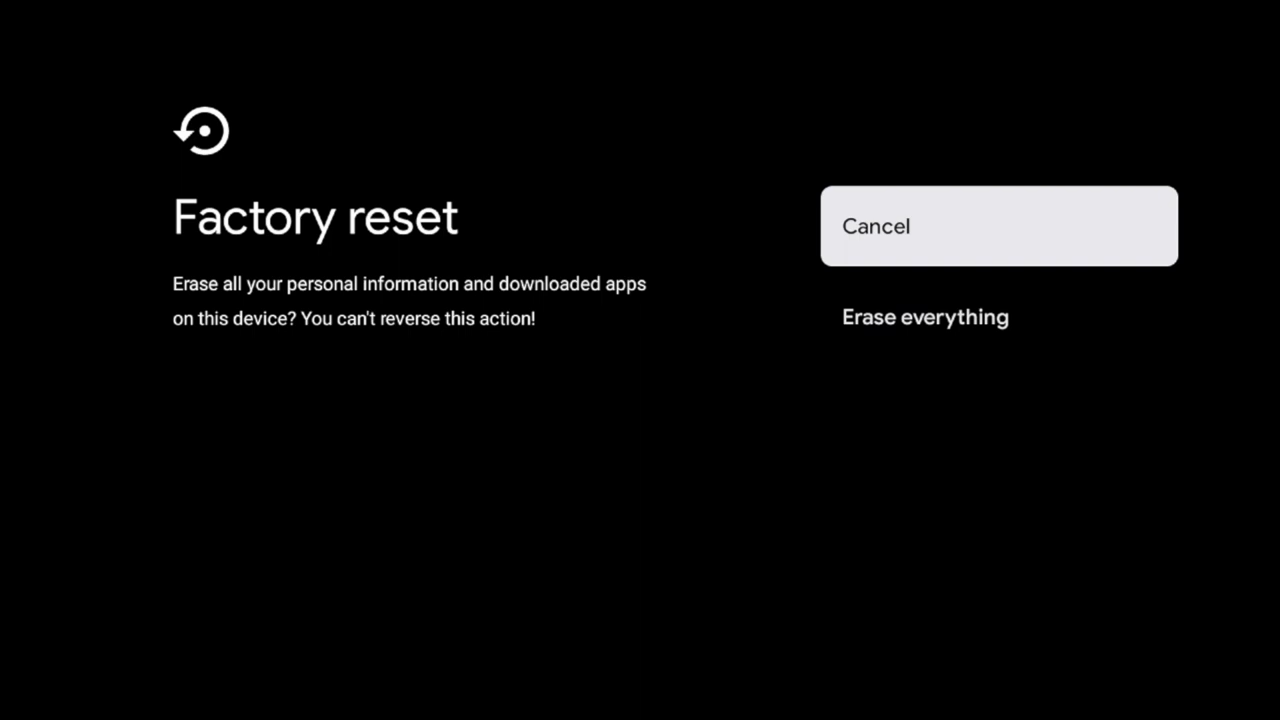 Factory reset
Erase all your personal information and downloaded apps
on this device? You can't reverse this action!
Cancel
Erase everything